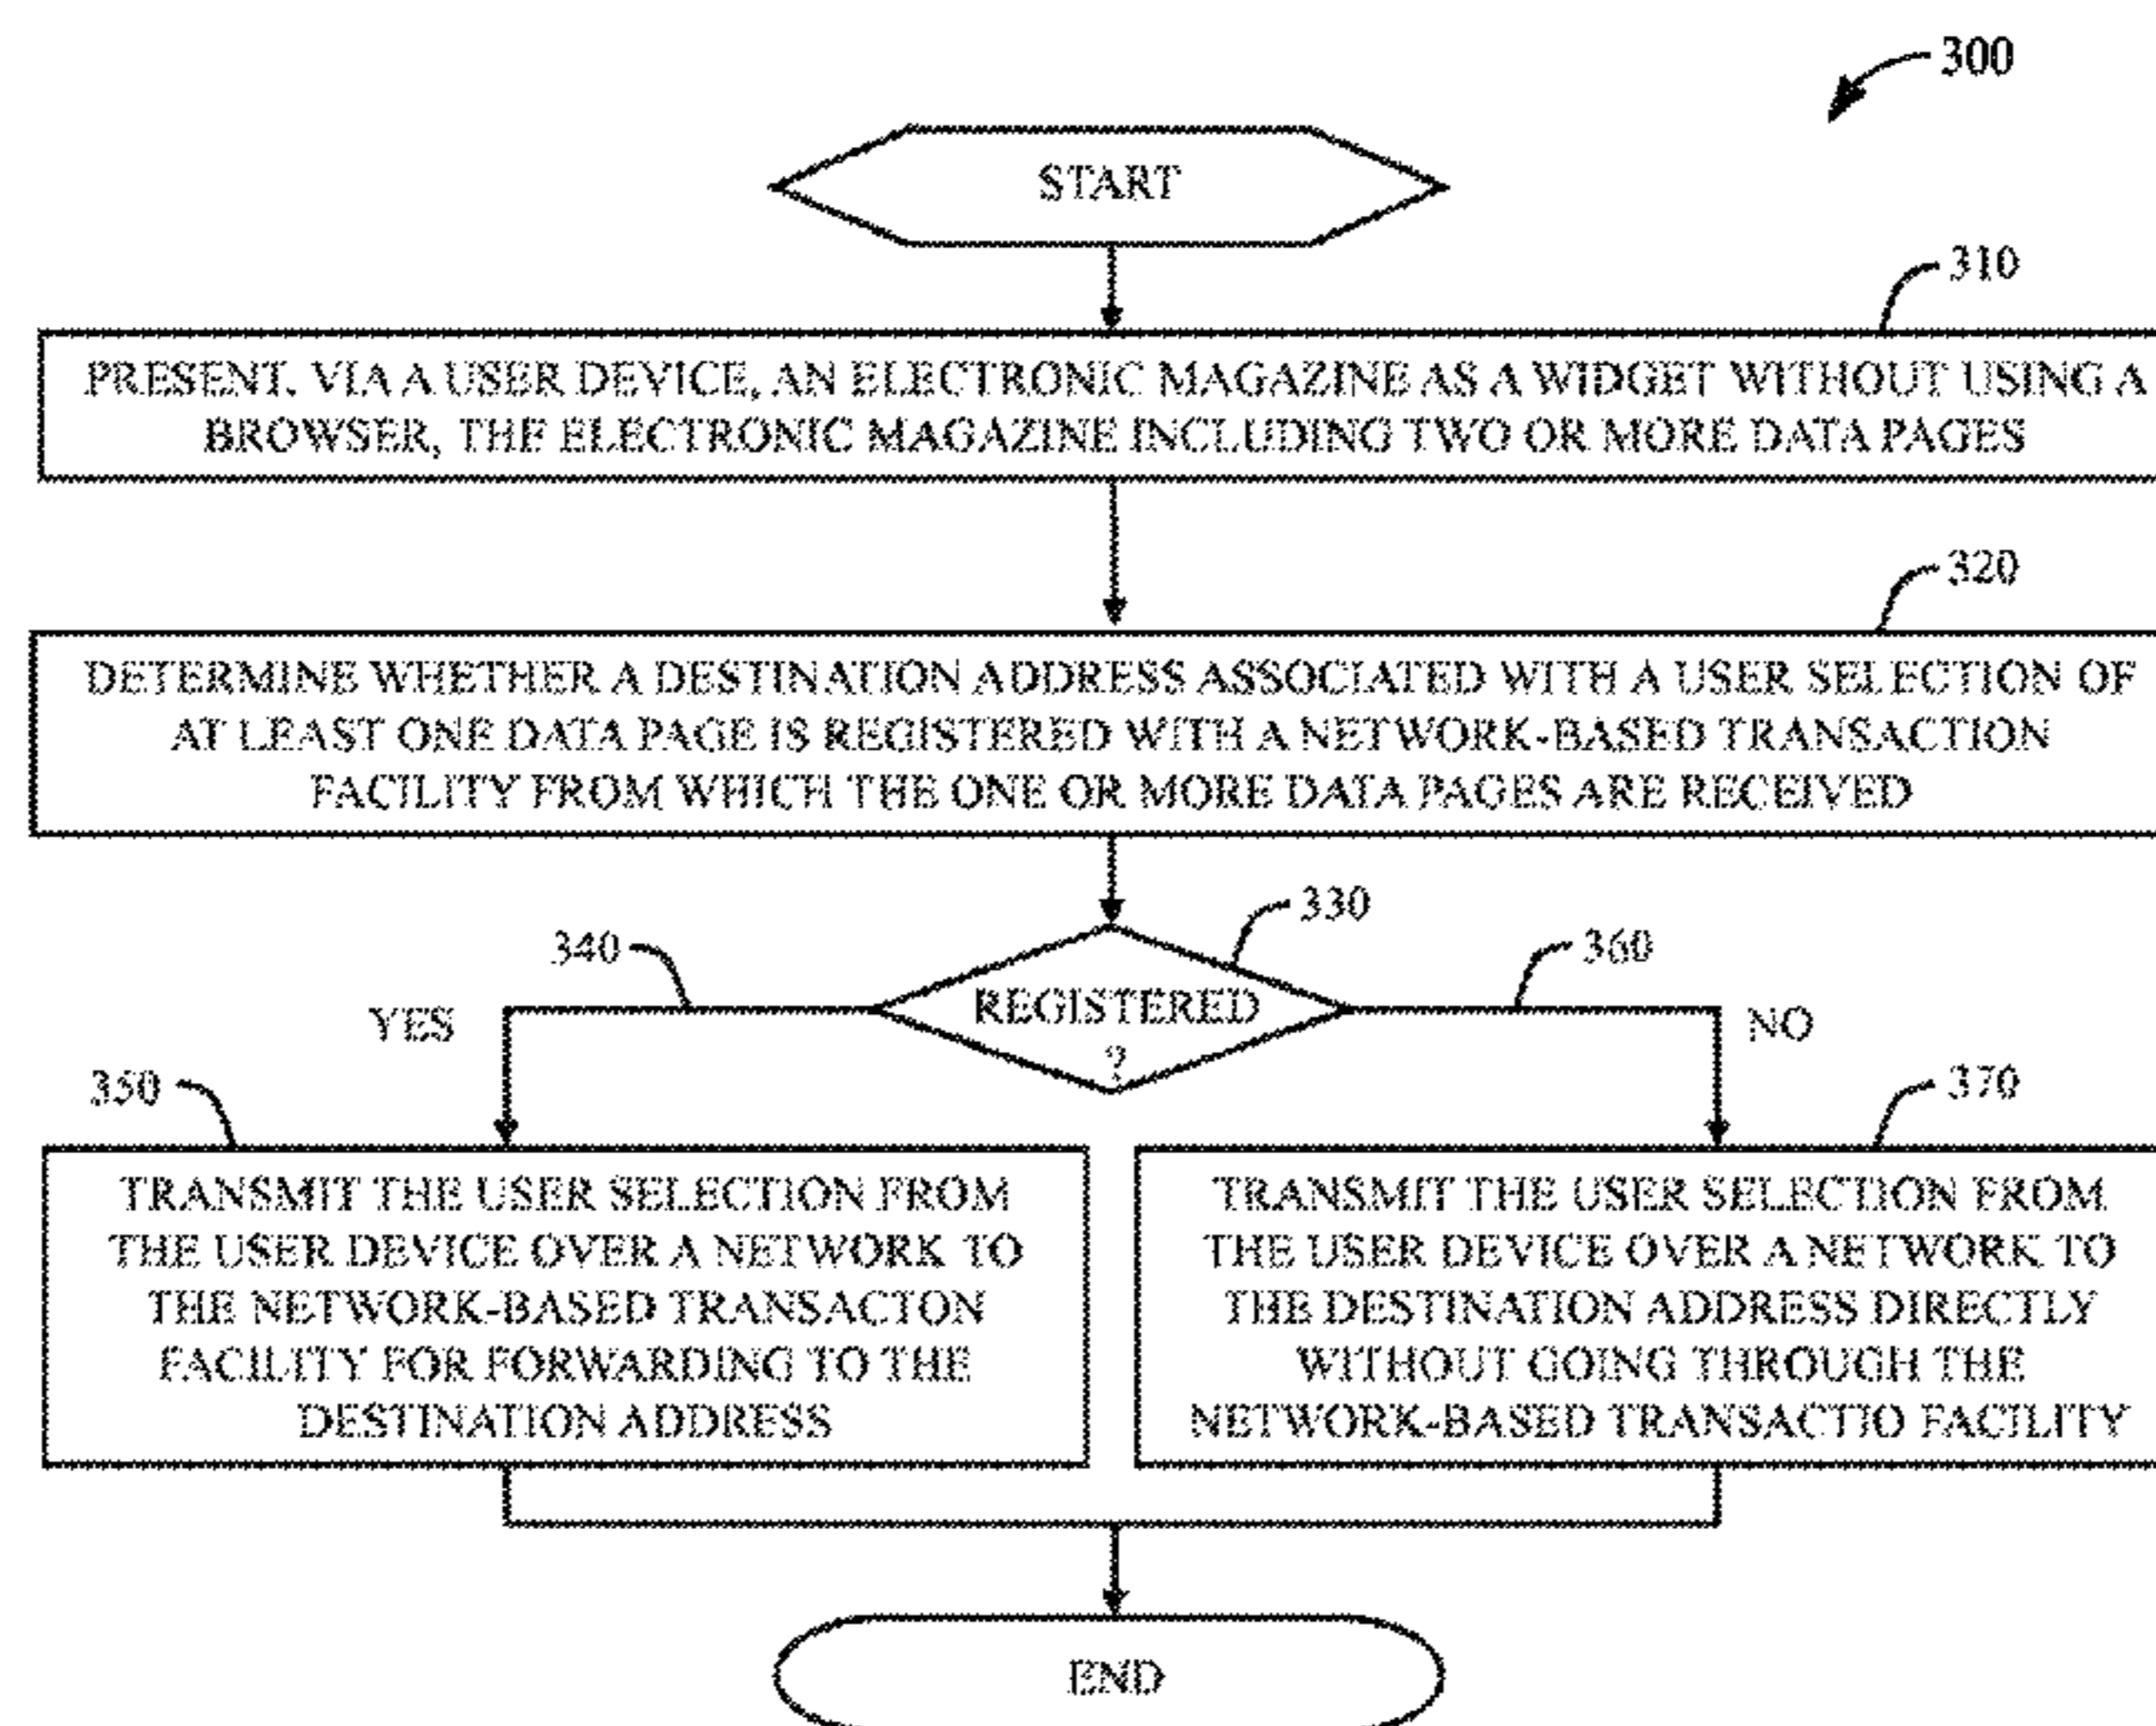 300
START
310
PRESENT, VIA A USER DEVICE, AN ELECTRONIC MAGAZINE AS A WIDGET WITHOUT USING A
BROWSER, THE ELECTRONIC MAGAZINE INCLUDING TWO OR MORE DATA PAGES
320
DETERMINE WHETHER A DESTINATION ADDRESS ASSOCIATED WITH A USER SELECTION OF
AT LEAST ONE DATA PAGE IS REGISTERED WITH A NETWORK-BASED TRANSACTION
FACILITY FROM WHICH THE ONE OR MORE DATA PAGES ARE RECEIVED
330
340
360
REGISTERED
?
YES
NO
350
370
TRANSMIT THE USER SELECTION FROM
THE USER DEVICE OVER A NETWORK TO
THE NETWORK-BASED TRANSACTON
FACILITY FOR FORWARDING TO THE
DESTINATION ADDRESS
TRANSMIT THE USER SELECTION FROM
THE USER DEVICE OVER A NETWORK TO
THE DESTINATION ADDRESS DIRECTLY
WITHOUT GOING THROUGH THE
NETWORK-BASED TRANSACTIO FACILITY
END